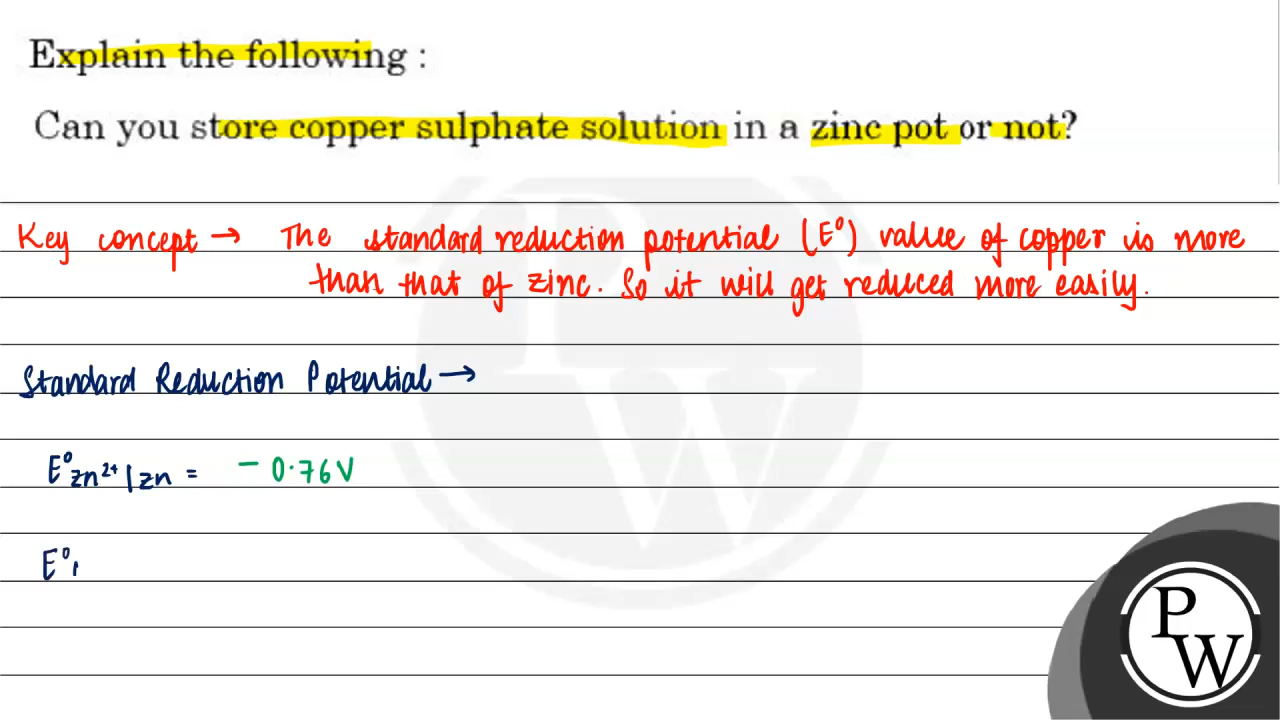 Explain the following :
Can you store copper sulphate solution in a zinc pot or not?
Key concept → The standard reduction potential (E°) value of copper is more
than that of zinc. So it will get reduced more easily.
Standard Reduction Potential →
E°Zn²⁺|Zn = - 0.76V
E°
PW
PW